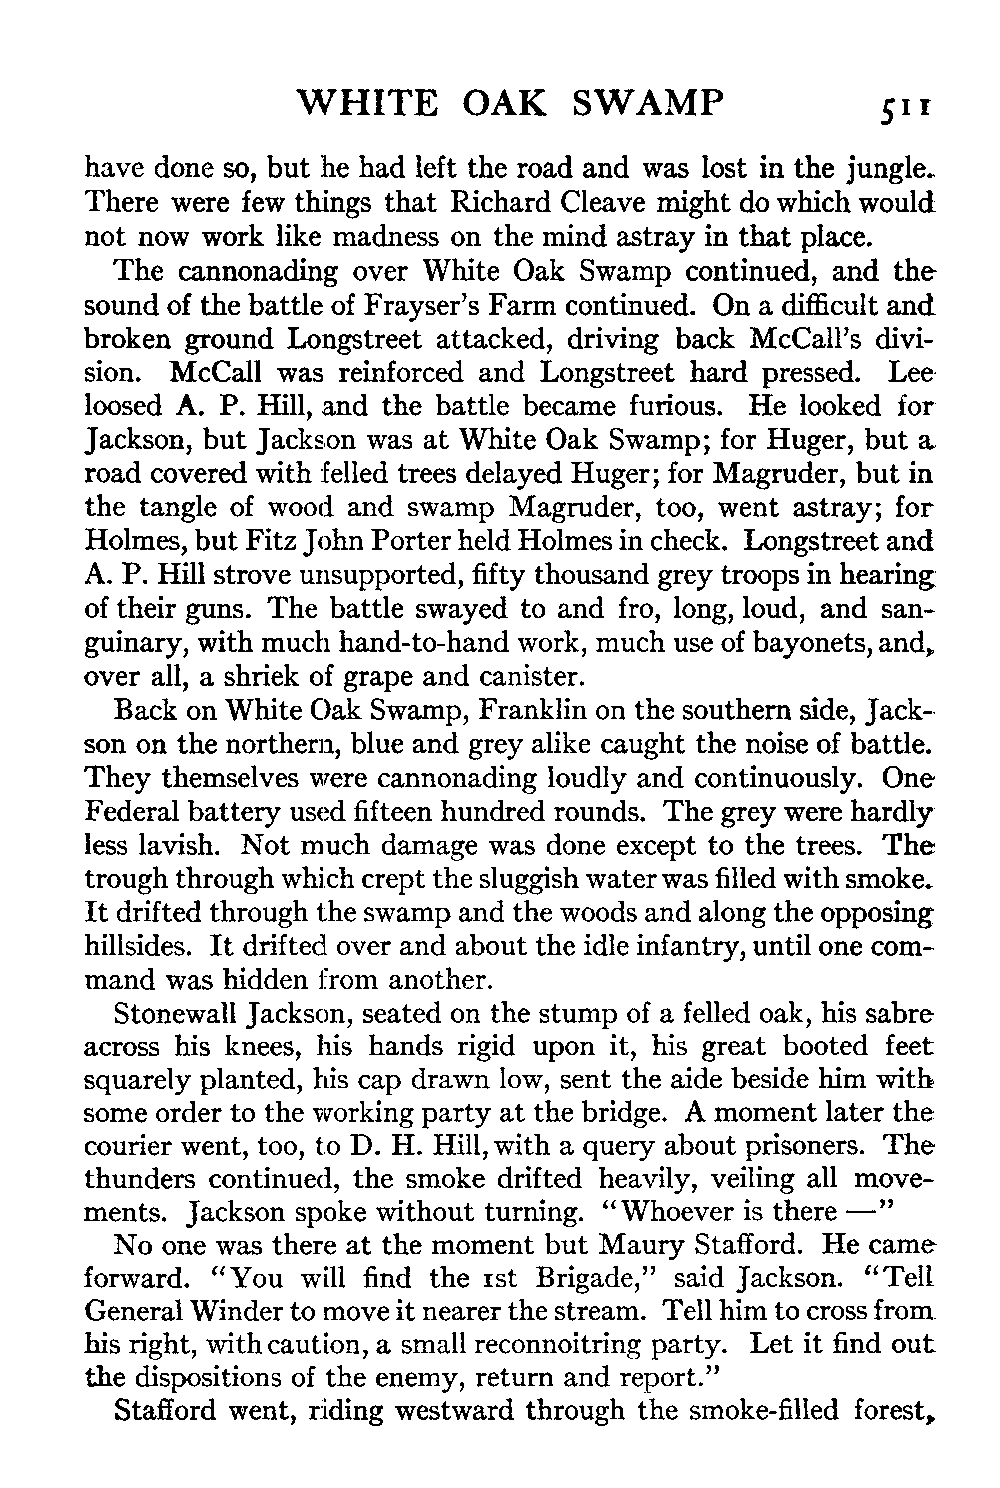 WHITE OAK SWAMP 511
have done so, but he had left the road and was lost in the jungle.
There were few things that Richard Cleave might do which would
not now work like madness on the mind astray in that place.
The cannonading over White Oak Swamp continued, and the
sound of the battle of Frayser's Farm continued. On a difficult and
broken ground Longstreet attacked, driving back McCall's divi-
sion. McCall was reinforced and Longstreet hard pressed. Lee
loosed A. P. Hill, and the battle became furious. He looked for
Jackson, but Jackson was at White Oak Swamp; for Huger, but a
road covered with felled trees delayed Huger; for Magruder, but in
the tangle of wood and swamp Magruder, too, went astray; for
Holmes, but Fitz John Porter held Holmes in check. Longstreet and
A. P. Hill strove unsupported, fifty thousand grey troops in hearing
of their guns. The battle swayed to and fro, long, loud, and san-
guinary, with much hand-to-hand work, much use of bayonets, and,
over all, a shriek of grape and canister.
Back on White Oak Swamp, Franklin on the southern side, Jack-
son on the northern, blue and grey alike caught the noise of battle.
They themselves were cannonading loudly and continuously. One
Federal battery used fifteen hundred rounds. The grey were hardly
less lavish. Not much damage was done except to the trees. The
trough through which crept the sluggish water was filled with smoke.
It drifted through the swamp and the woods and along the opposing
hillsides. It drifted over and about the idle infantry, until one com-
mand was hidden from another.
Stonewall Jackson, seated on the stump of a felled oak, his sabre
across his knees, his hands rigid upon it, his great booted feet
squarely planted, his cap drawn low, sent the aide beside him with
some order to the working party at the bridge. A moment later the
courier went, too, to D. H. Hill, with a query about prisoners. The
thunders continued, the smoke drifted heavily, veiling all move-
ments. Jackson spoke without turning. "Whoever is there —"
No one was there at the moment but Maury Stafford. He came
forward. "You will find the 1st Brigade," said Jackson. "Tell
General Winder to move it nearer the stream. Tell him to cross from
his right, with caution, a small reconnoitring party. Let it find out
the dispositions of the enemy, return and report."
Stafford went, riding westward through the smoke-filled forest,